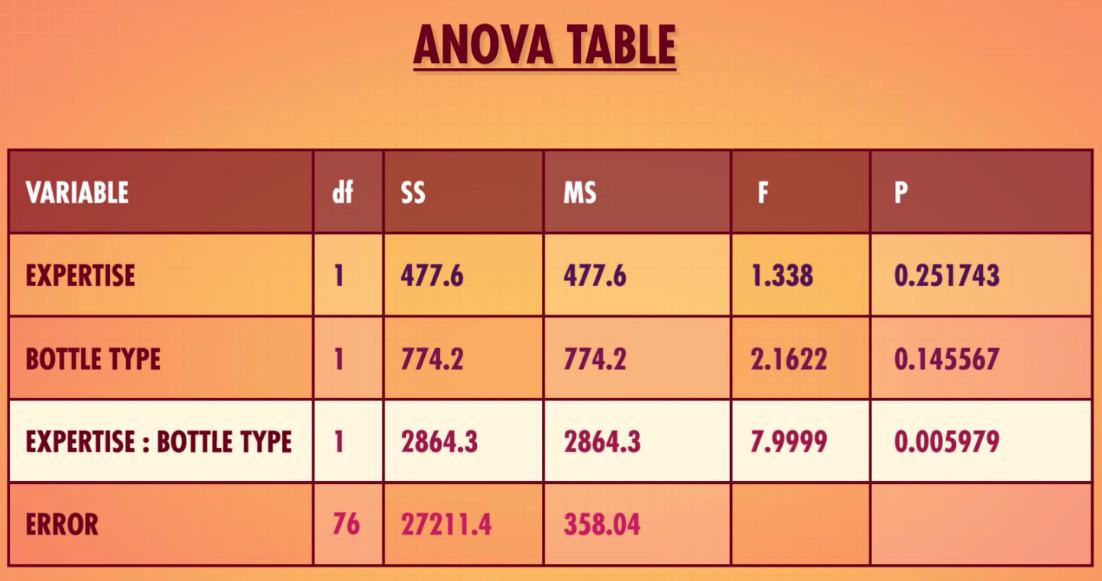 ANOVA TABLE
VARIABLE df SS MS F P
EXPERTISE 1 477.6 477.6 1.338 0.251743
BOTTLE TYPE 1 774.2 774.2 2.1622 0.145567
EXPERTISE : BOTTLE TYPE 1 2864.3 2864.3 7.9999 0.005979
ERROR 76 27211.4 358.04